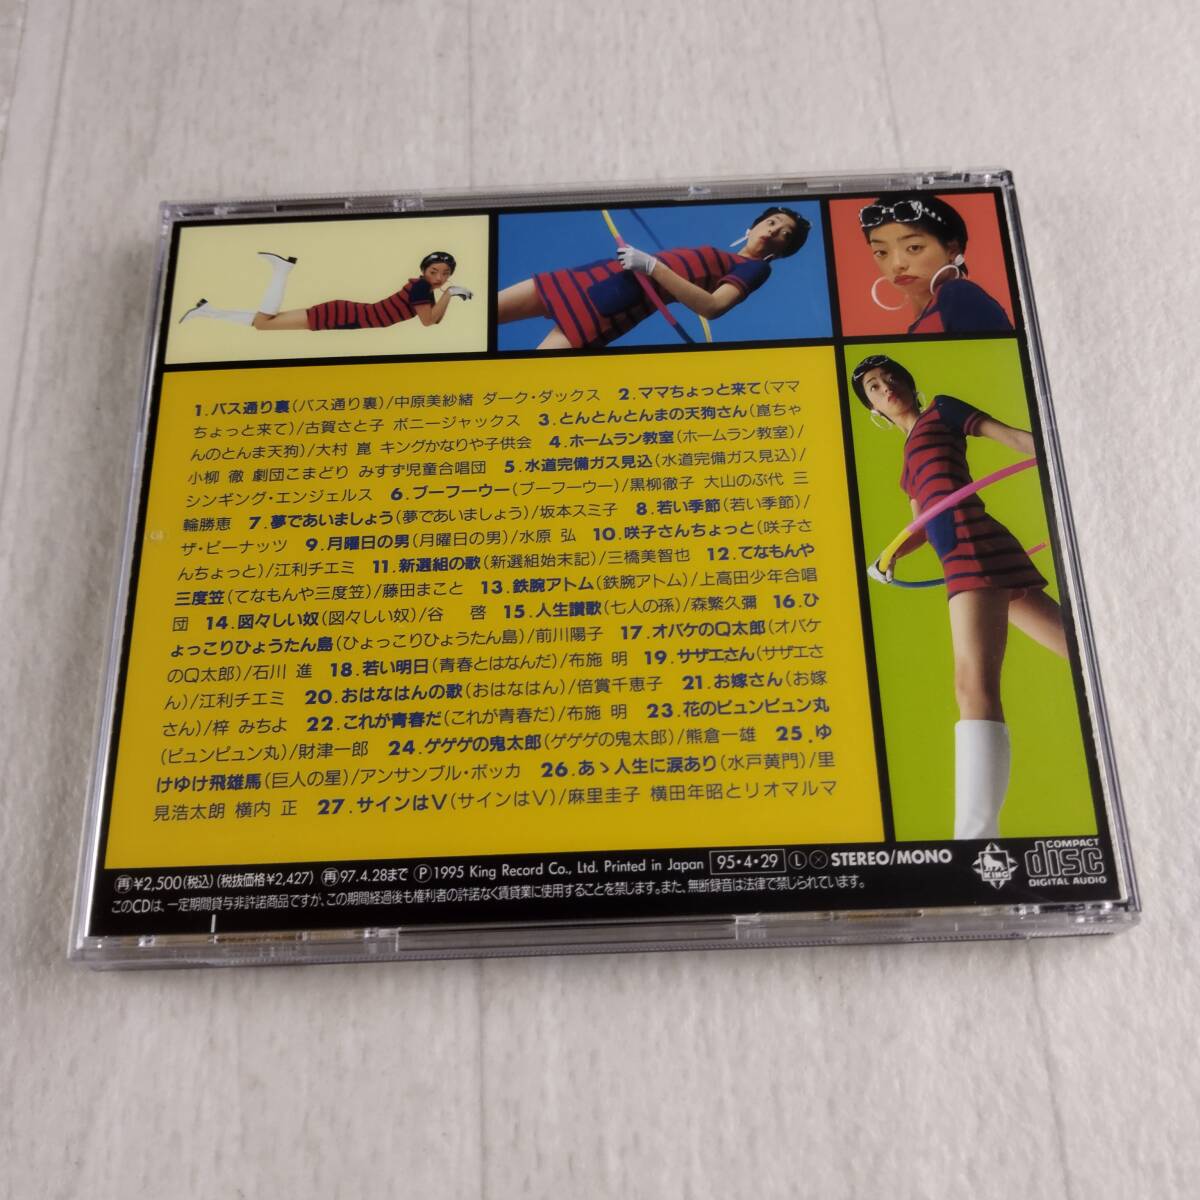 1.バス通り裏(バス通り裏)/中原美紗緒 ダーク・ダックス 2.ママちょっと来て(ママ
ちょっと来て)/古賀さと子 ボニージャックス 3.とんとんとんまの天狗さん(崑ちゃ
んのとんま天狗)/大村 崑 キングかなりや子供会 4.ホームラン教室(ホームラン教室)/
小柳 徹 劇団こまどり みすず児童合唱団 5.水道完備ガス見込(水道完備ガス見込)/
シンギング・エンジェルス 6.ブーフーウー(ブーフーウー)/黒柳徹子 大山のぶ代 三
輪勝恵 7.夢であいましょう(夢であいましょう)/坂本スミ子 8.若い季節(若い季節)/
ザ・ピーナッツ 9.月曜日の男(月曜日の男)/水原 弘 10.咲子さんちょっと(咲子さ
んちょっと)/江利チエミ 11.新選組の歌(新選組始末記)/三橋美智也 12.てなもんや
三度笠(てなもんや三度笠)/藤田まこと 13.鉄腕アトム(鉄腕アトム)/上高田少年合唱
団 14.図々しい奴(図々しい奴)/谷 啓 15.人生讃歌(七人の孫)/森繁久彌 16.ひ
ょっこりひょうたん島(ひょっこりひょうたん島)/前川陽子 17.オバケのQ太郎(オバケ
のQ太郎)/石川 進 18.若い明日(青春とはなんだ)/布施 明 19.サザエさん(サザエさ
ん)/江利チエミ 20.おはなはんの歌(おはなはん)/倍賞千恵子 21.お嫁さん(お嫁
さん)/梓 みちよ 22.これが青春だ(これが青春だ)/布施 明 23.花のピュンピュン丸
(ピュンピュン丸)/財津一郎 24.ゲゲゲの鬼太郎(ゲゲゲの鬼太郎)/熊倉一雄 25.ゆ
けゆけ飛雄馬(巨人の星)/アンサンブル・ボッカ 26.あゝ人生に涙あり(水戸黄門)/里
見浩太朗 横内 正 27.サインはV(サインはV)/麻里圭子 横田年昭とリオマルマ
再¥2,500(税込)(税抜価格¥2,427) 再97.4.28まで Ⓟ1995 King Record Co., Ltd. Printed in Japan 95・4・29 Ⓛ STEREO/MONO KING COMPACT disc DIGITAL AUDIO
このCDは、一定期間貸与非許諾商品ですが、この期間経過後も権利者の許諾なく賃貸業に使用することを禁じます。また、無断録音は法律で禁じられています。